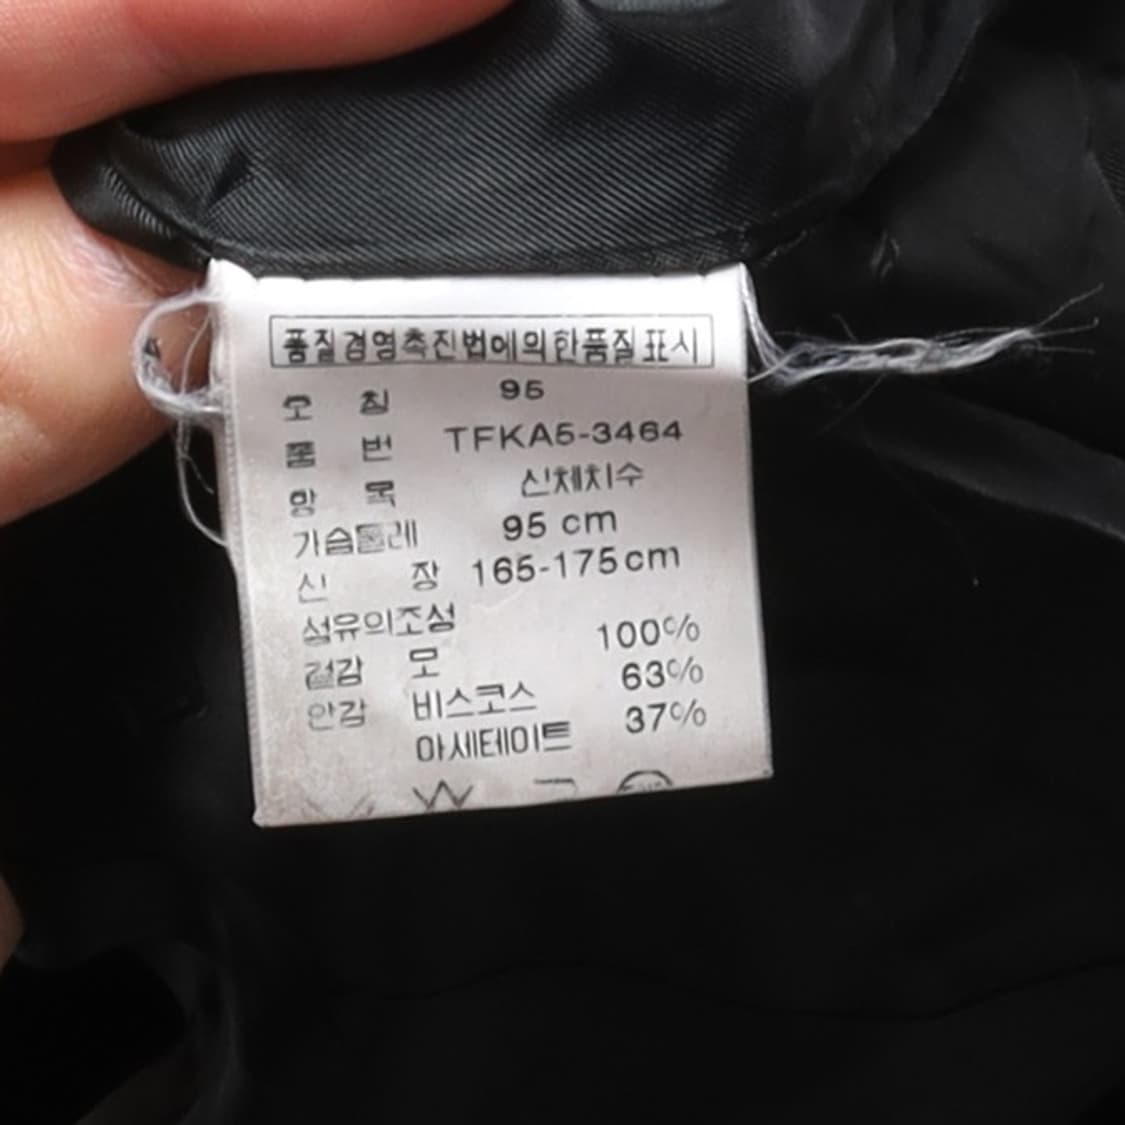 품질경영촉진법에의한품질표시
호 칭 95
품 번 TFKA5-3464
항 목 신체치수
가슴둘레 95 cm
신 장 165-175cm
섬유의조성
겉감 모 100%
안감 비스코스 63%
아세테이트 37%